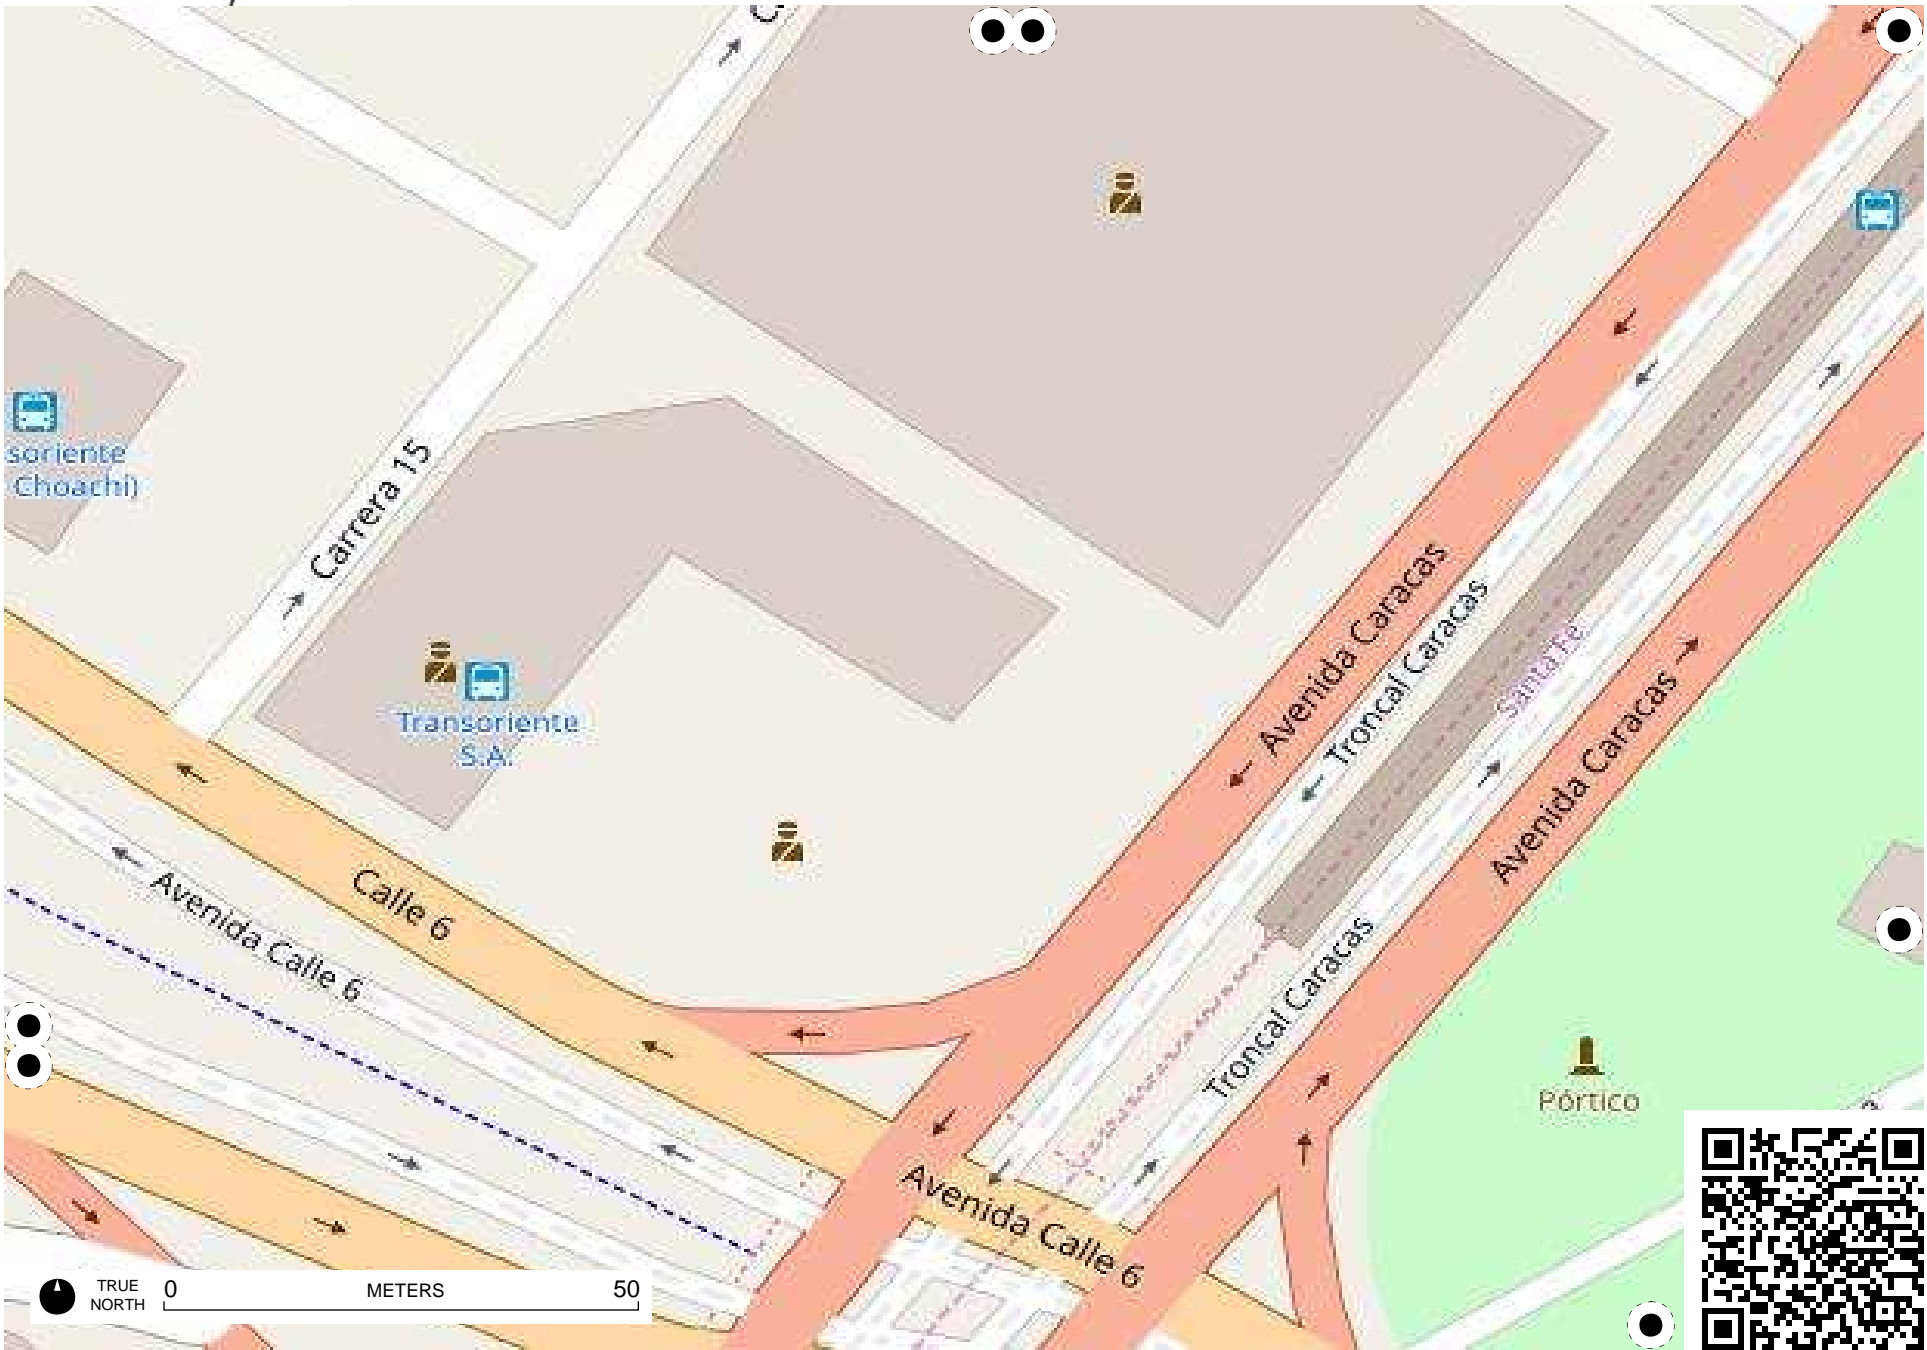 Carrera 15
soriente
Choachi)
Avenida Caracas
Troncal Caracas
Santa Fe
Transoriente
S.A.
Avenida Caracas
Calle 6
Avenida Calle 6
Troncal Caracas
Pórtico
Avenida Calle 6
TRUE
NORTH
0
METERS
50